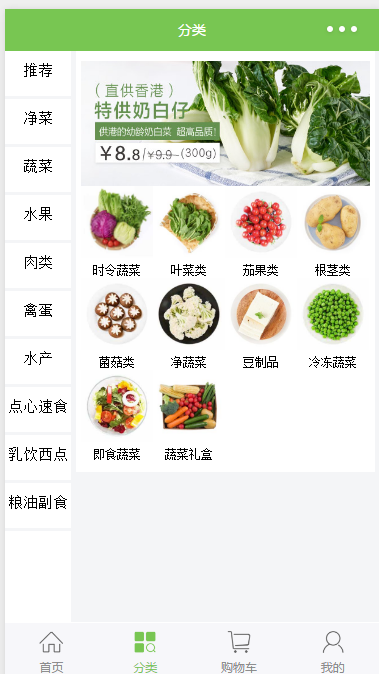 分类
推荐
净菜
蔬菜
水果
肉类
禽蛋
水产
点心速食
乳饮西点
粮油副食
（直供香港）
特供奶白仔
供港的幼龄奶白菜 超高品质!
¥8.8/¥9.9 (300g)
时令蔬菜 叶菜类 茄果类 根茎类
菌菇类 净蔬菜 豆制品 冷冻蔬菜
即食蔬菜 蔬菜礼盒
首页 分类 购物车 我的